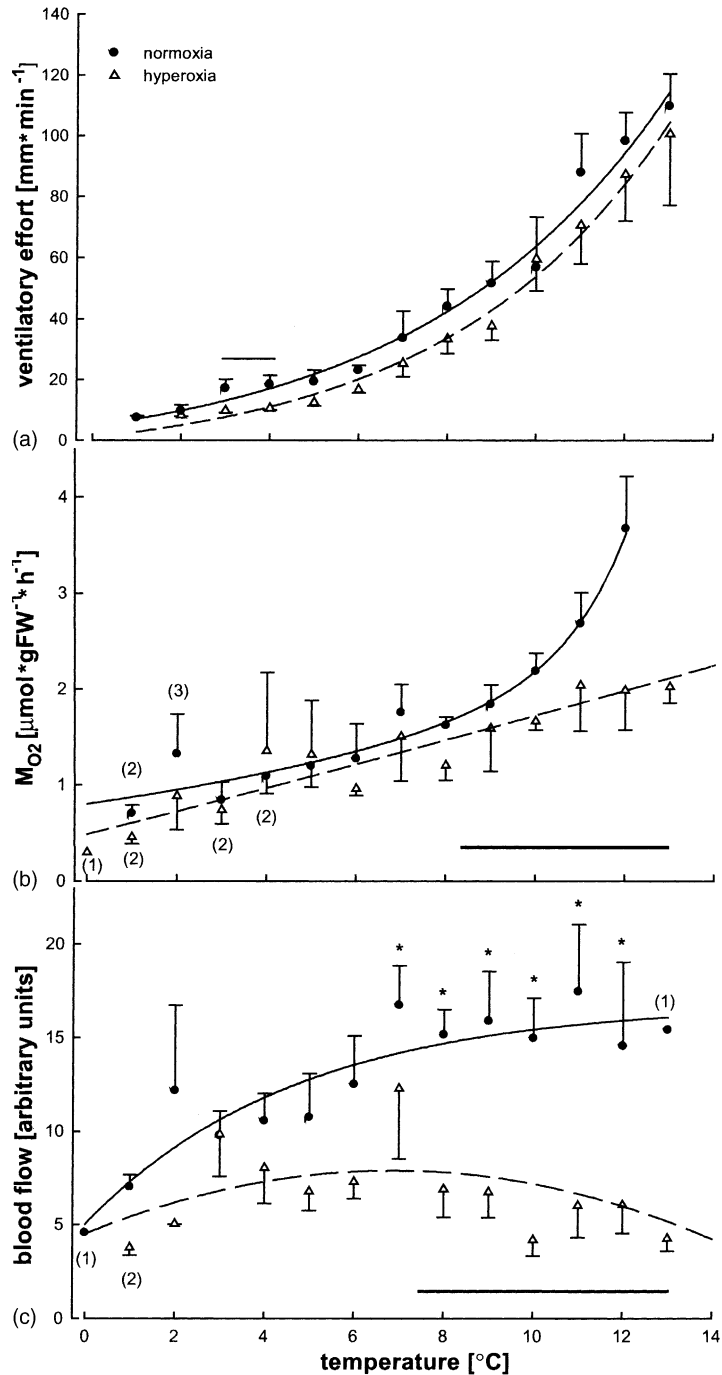 140
normoxia
hyperoxia
120
100
80
60
40
20
0
ventilatory effort [mm*min⁻¹]
(a)
4
3
2
1
0
M_O2 [μmol*gFW⁻¹*h⁻¹]
(3)
(2)
(2)
(2)
(2)
(1)
(b)
20
15
10
5
0
blood flow [arbitrary units]
* * * * * *
(1)
(1)
(2)
(c)
0 2 4 6 8 10 12 14
temperature [°C]